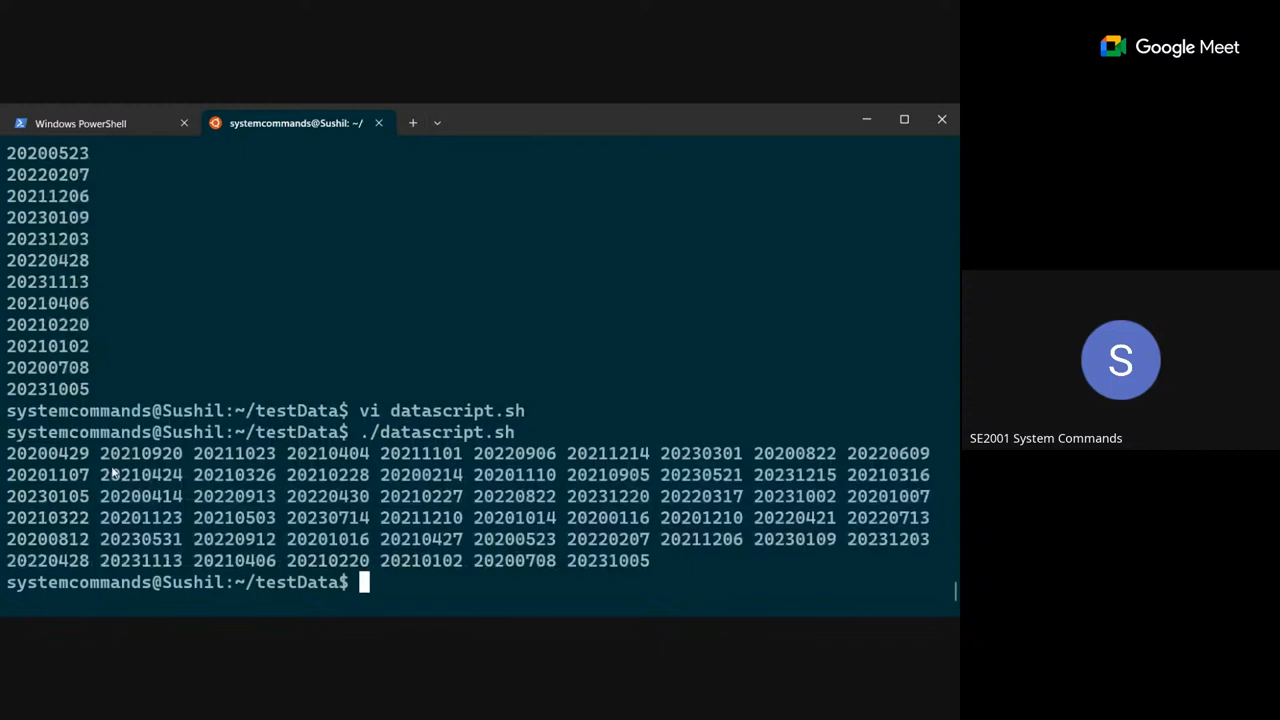 Google Meet
Windows PowerShell
systemcommands@Sushil: ~/
20200523
20220207
20211206
20230109
20231203
20220428
20231113
20210406
20210220
20210102
20200708
20231005
systemcommands@Sushil:~/testData$ vi datascript.sh
systemcommands@Sushil:~/testData$ ./datascript.sh
20200429 20210920 20211023 20210404 20211101 20220906 20211214 20230301 20200822 20220609
20201107 20210424 20210326 20210228 20200214 20201110 20210905 20230521 20231215 20210316
20230105 20200414 20220913 20220430 20210227 20220822 20231220 20220317 20231002 20201007
20210322 20201123 20210503 20230714 20211210 20201014 20200116 20201210 20220421 20220713
20200812 20230531 20220912 20201016 20210427 20200523 20220207 20211206 20230109 20231203
20220428 20231113 20210406 20210220 20210102 20200708 20231005
systemcommands@Sushil:~/testData$
S
SE2001 System Commands